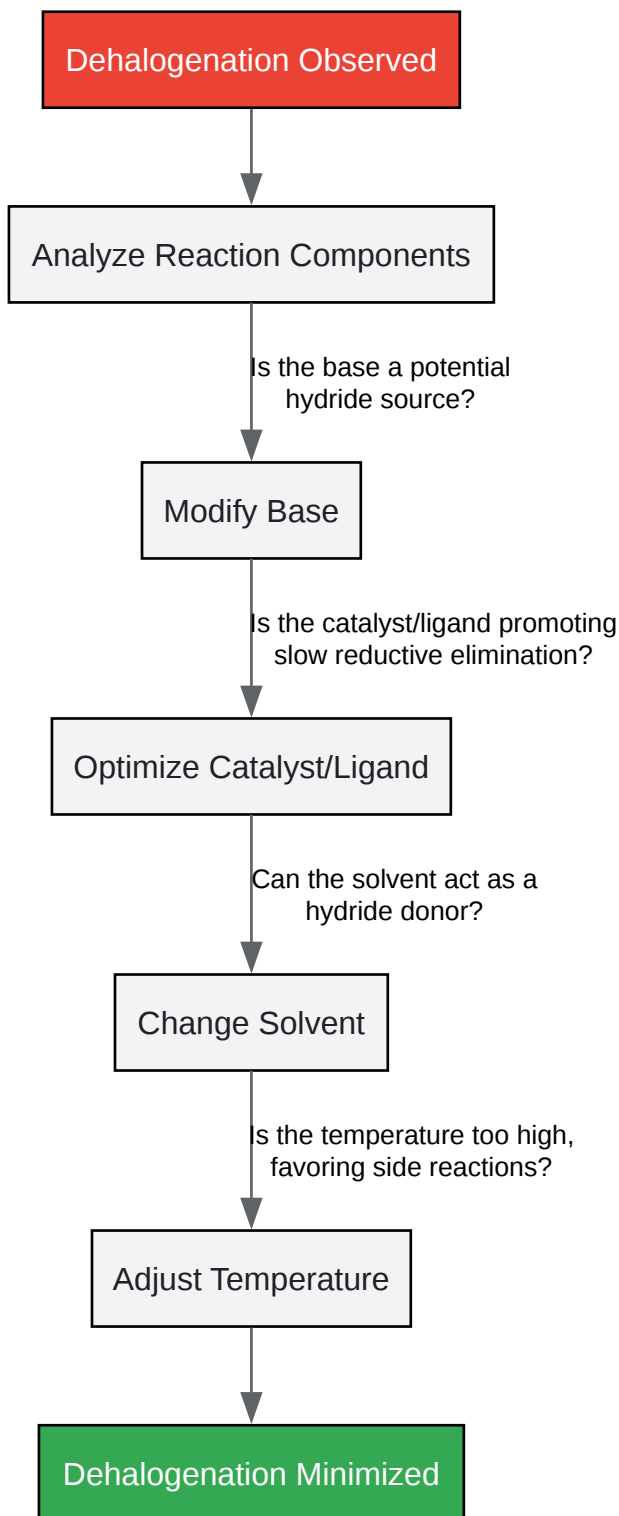 Dehalogenation Observed
Analyze Reaction Components
Is the base a potential
hydride source?
Modify Base
Is the catalyst/ligand promoting
slow reductive elimination?
Optimize Catalyst/Ligand
Can the solvent act as a
hydride donor?
Change Solvent
Is the temperature too high,
favoring side reactions?
Adjust Temperature
Dehalogenation Minimized